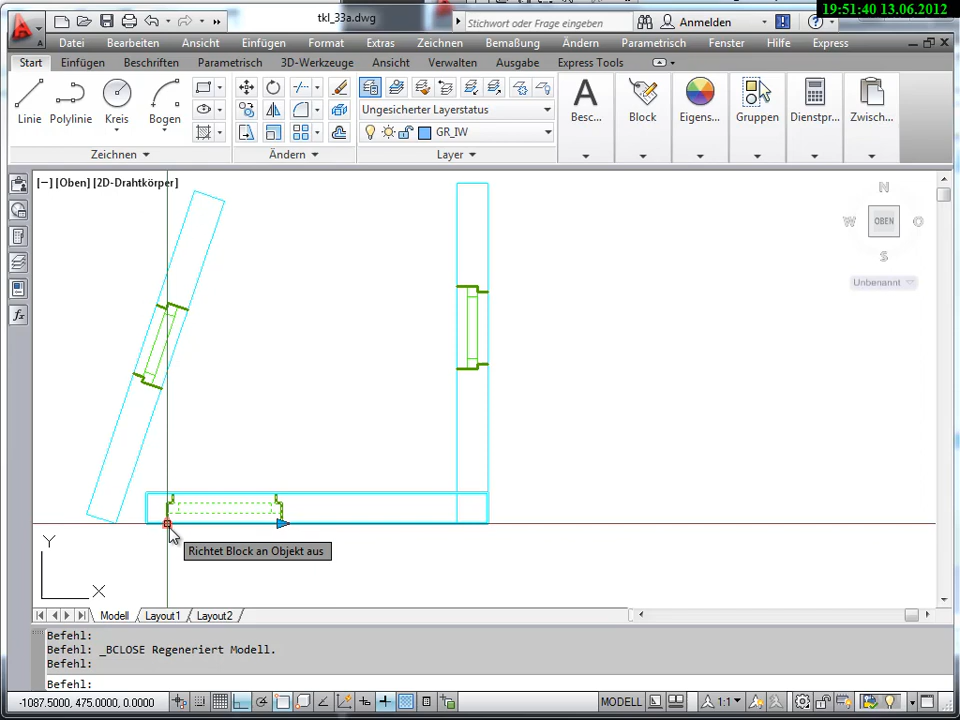 19:51:40 13.06.2012
tkl_33a.dwg
Stichwort oder Frage eingeben
Anmelden
Datei Bearbeiten Ansicht Einfügen Format Extras Zeichnen Bemaßung Ändern Parametrisch Fenster Hilfe Express
Start Einfügen Beschriften Parametrisch 3D-Werkzeuge Ansicht Verwalten Ausgabe Express Tools
Linie Polylinie Kreis Bogen
Ungesicherter Layerstatus
GR_IW
Besc... Block Eigens... Gruppen Dienstpr... Zwisch...
Zeichnen Ändern Layer
[−] [Oben] [2D-Drahtkörper]
N
W OBEN O
S
Unbenannt
Richtet Block an Objekt aus
Y
X
Modell Layout1 Layout2
Befehl:
Befehl: _BCLOSE Regeneriert Modell.
Befehl:
Befehl:
-1087.5000, 475.0000, 0.0000
MODELL
1:1